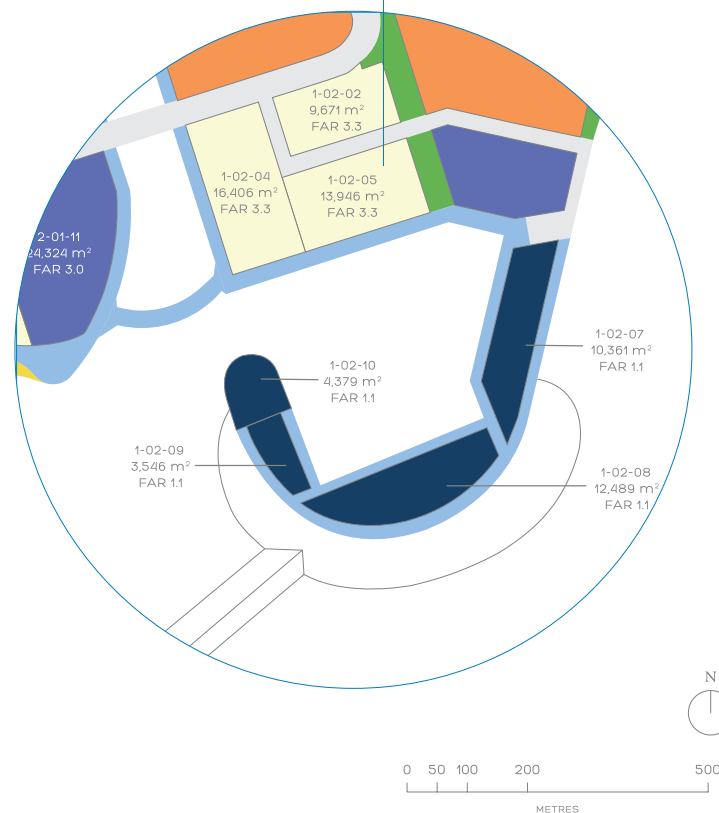 1-02-02
9,671 m²
FAR 3.3
1-02-04
16,406 m²
FAR 3.3
1-02-05
13,946 m²
FAR 3.3
2-01-11
24,324 m²
FAR 3.0
1-02-07
10,361 m²
FAR 1.1
1-02-10
4,379 m²
FAR 1.1
1-02-09
3,546 m²
FAR 1.1
1-02-08
12,489 m²
FAR 1.1
N
0 50 100 200 500
METRES